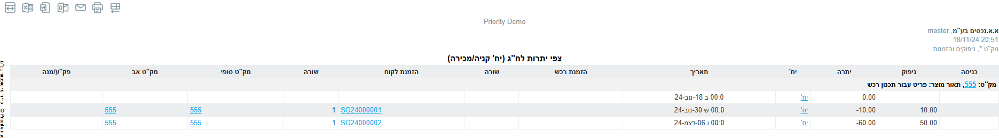 Priority Demo
א.א.נכסים בע"מ, master
18/11/24 20:51
מק"ט *, ניפוקים והזמנות
צפי יתרות לח"ג (יח' קניה/מכירה)
כניסה ניפוק יתרה יח' תאריך הזמנת רכש שורה הזמנת לקוח שורה מק"ט סופי מק"ט אב פק"ע/מנה
מק"ט: 555, תאור מוצר: פריט עבור תכנון רכש
0.00 יח' 00:0 ב 18-נוב-24
10.00 -10.00 יח' 00:0 ש 30-נוב-24 SO24000001 1 555 555
50.00 -60.00 יח' 00:0 ו 06-דצמ-24 SO24000002 1 555 555
© Priority